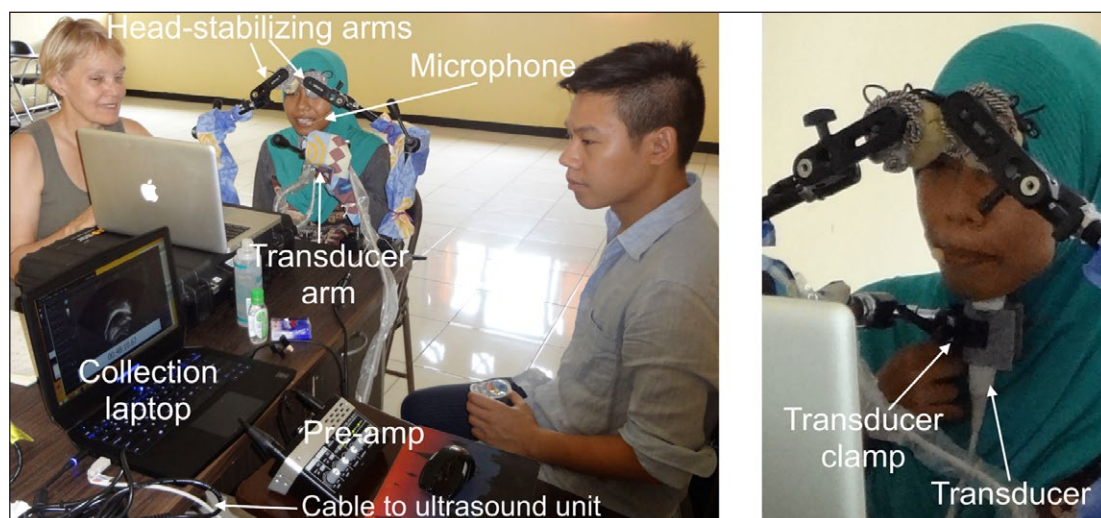 Head-stabilizing arms
Microphone
Transducer
arm
Collection
laptop
Pre-amp
Cable to ultrasound unit
Transducer
clamp
Transducer